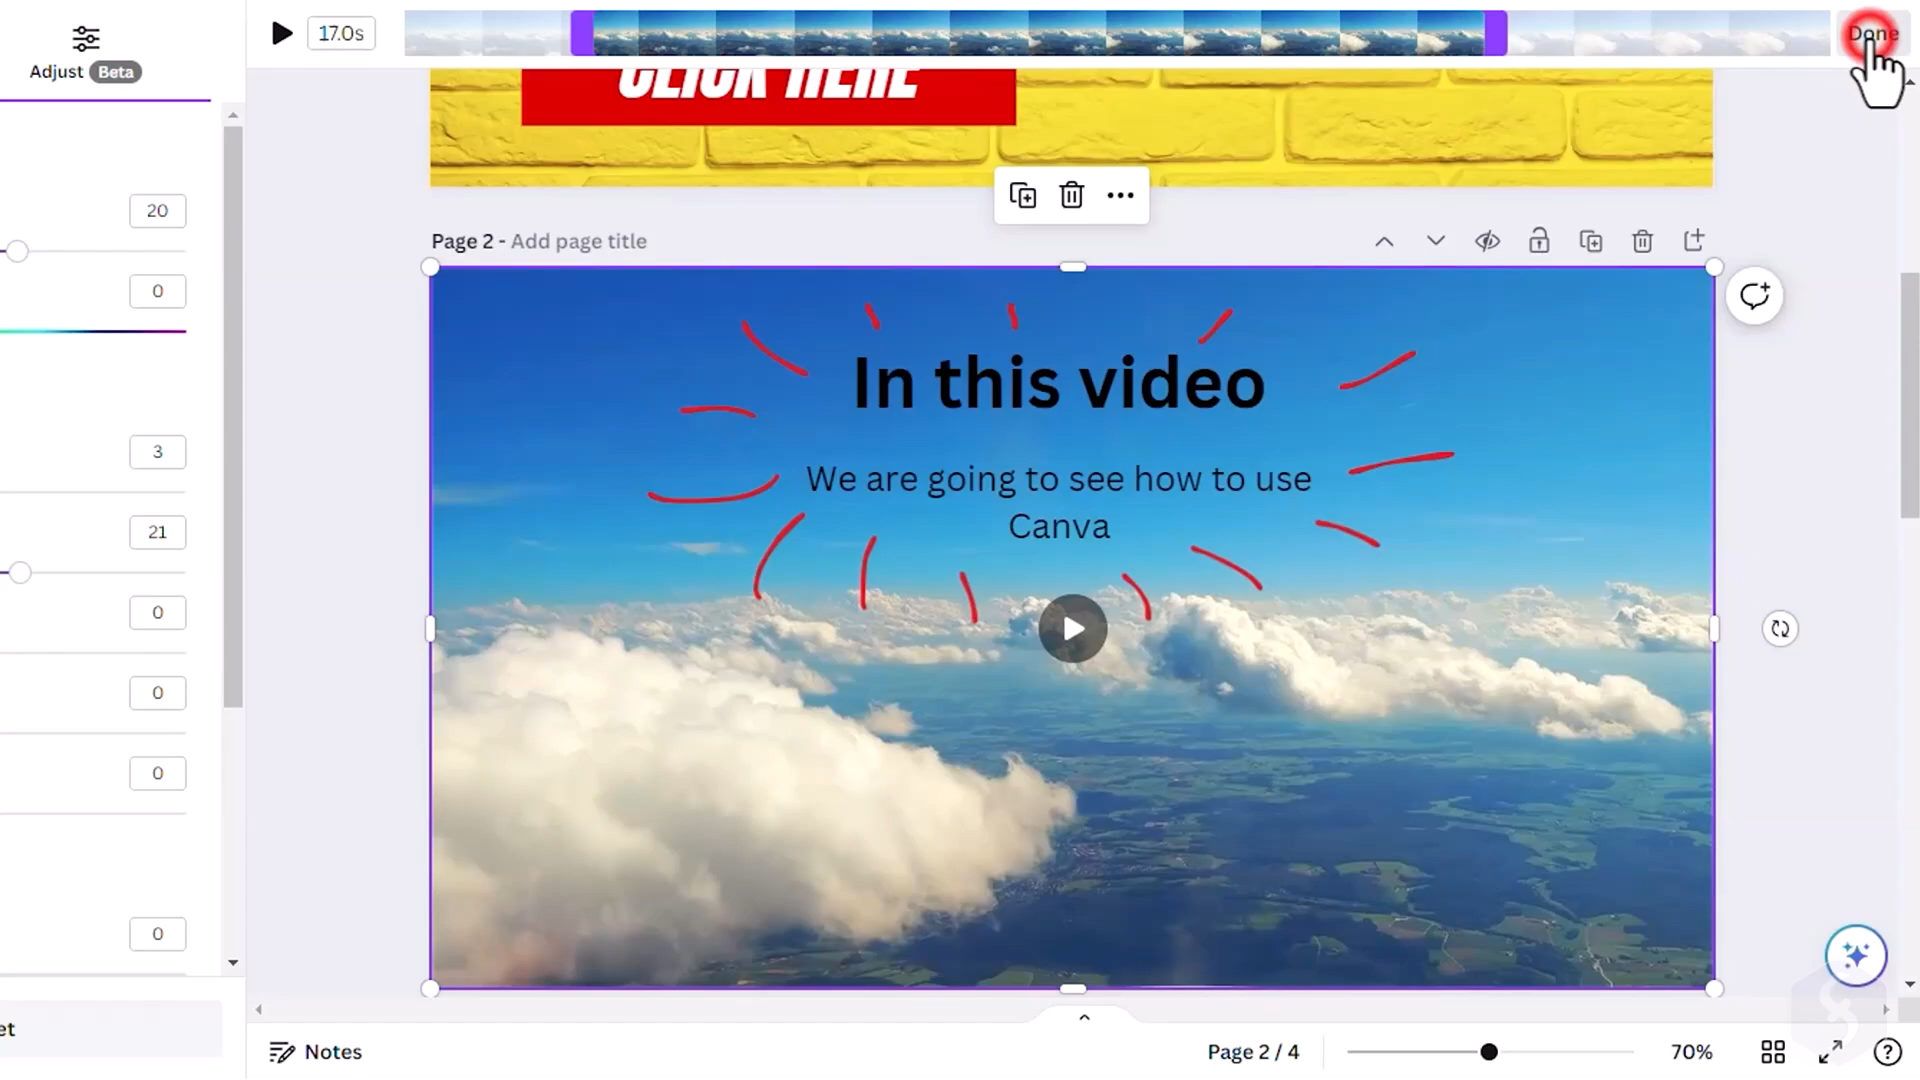 17.0s
Done
Adjust Beta
CLICK HERE
20
Page 2 - Add page title
0
In this video
3
We are going to see how to use
Canva
21
0
0
0
0
et
Notes
Page 2 / 4
70%